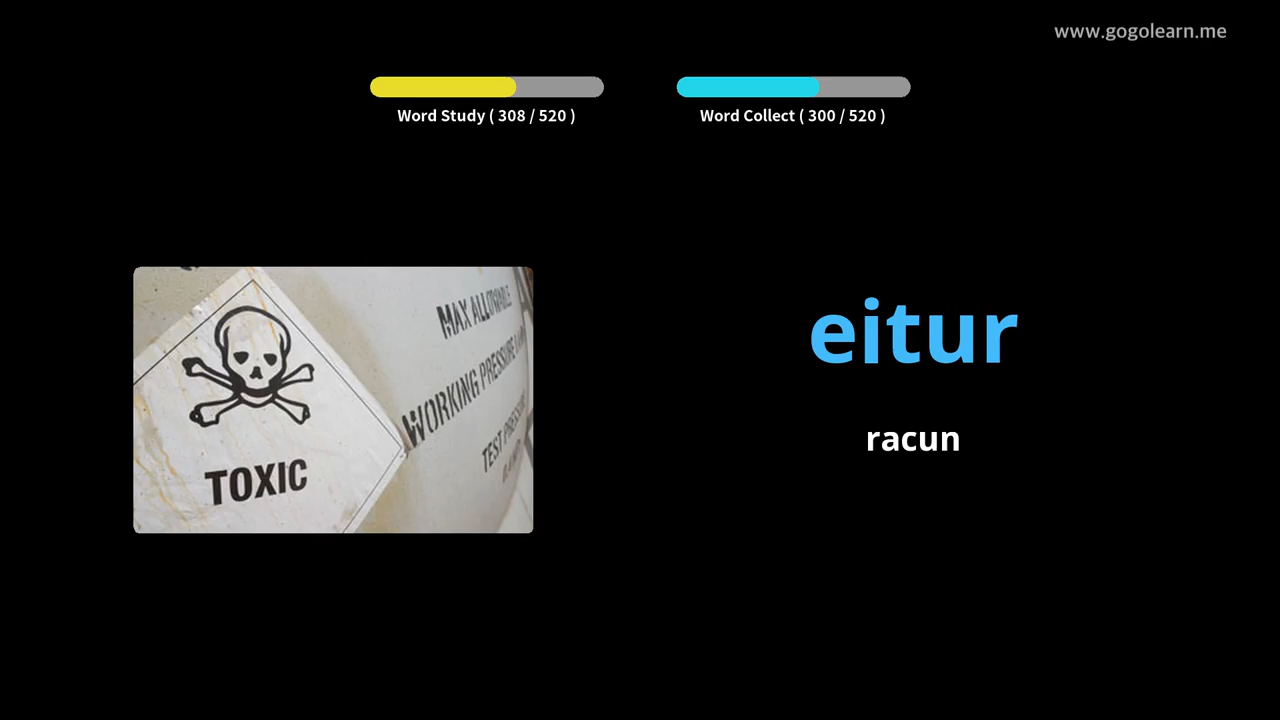 www.gogolearn.me
Word Study ( 308 / 520 )
Word Collect ( 300 / 520 )
MAX ALLOWABLE
WORKING PRESSURE
TEST
TOXIC
eitur
racun